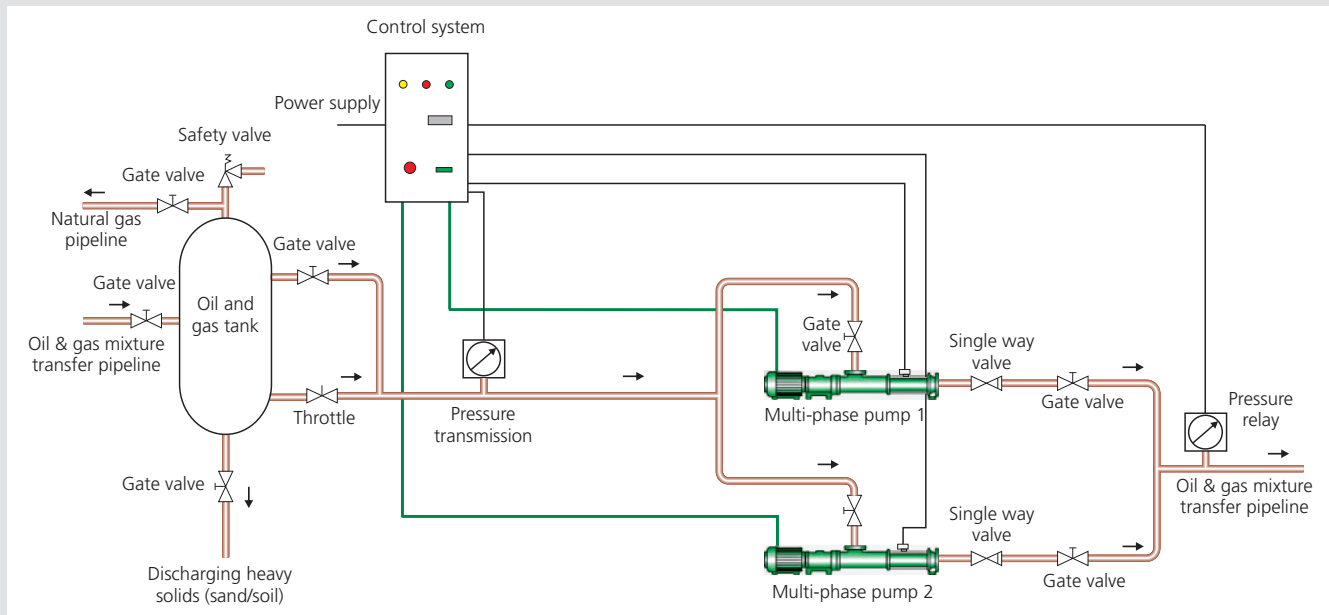 Control system
Power supply
Safety valve
Gate valve
Natural gas
pipeline
Gate valve
Gate valve
Oil and
gas tank
Oil & gas mixture
transfer pipeline
Throttle
Pressure
transmission
Gate valve
Discharging heavy
solids (sand/soil)
Gate
valve
Multi-phase pump 1
Single way
valve
Gate valve
Pressure
relay
Oil & gas mixture
transfer pipeline
Single way
valve
Gate valve
Multi-phase pump 2